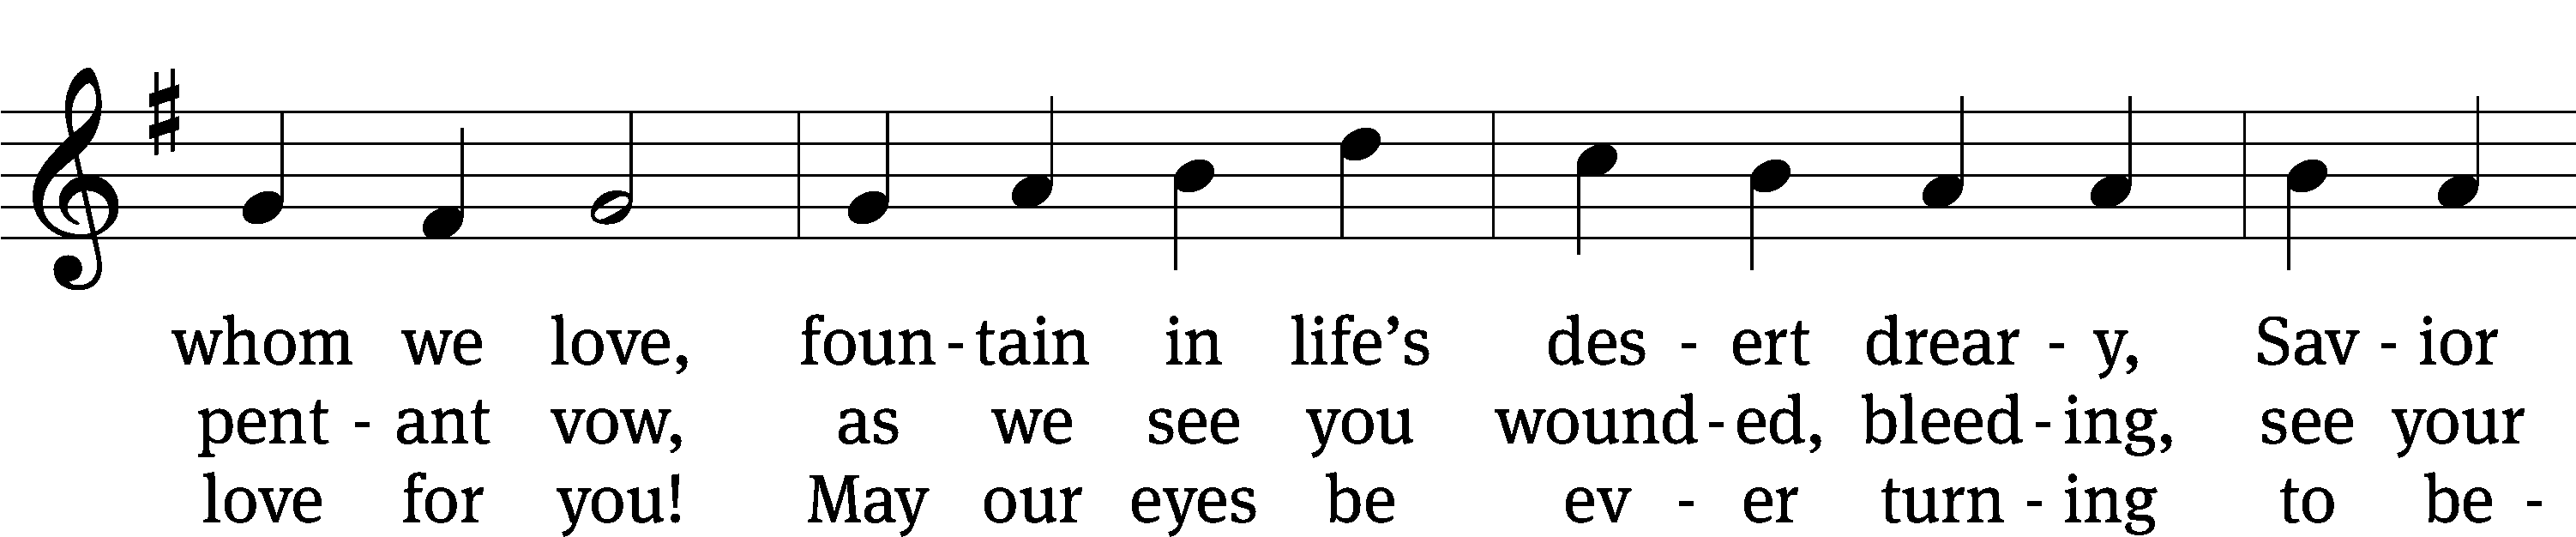 whom we love, foun - tain in life’s des - ert drear - y, Sav - ior
pent - ant vow, as we see you wound - ed, bleed - ing, see your
love for you! May our eyes be ev - er turn - ing to be -